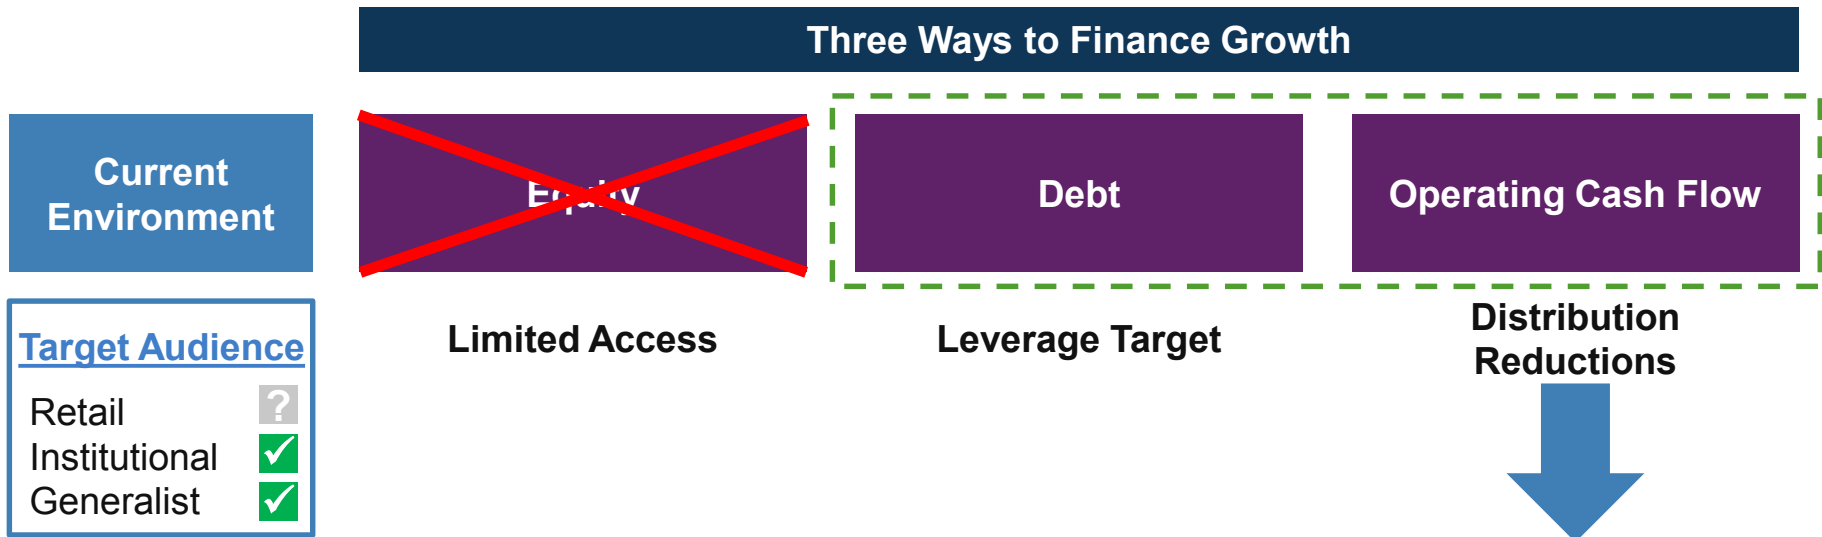 Three Ways to Finance Growth
Current
Environment
Equity
Debt
Operating Cash Flow
Target Audience
Retail ?
Institutional ✓
Generalist ✓
Limited Access
Leverage Target
Distribution
Reductions